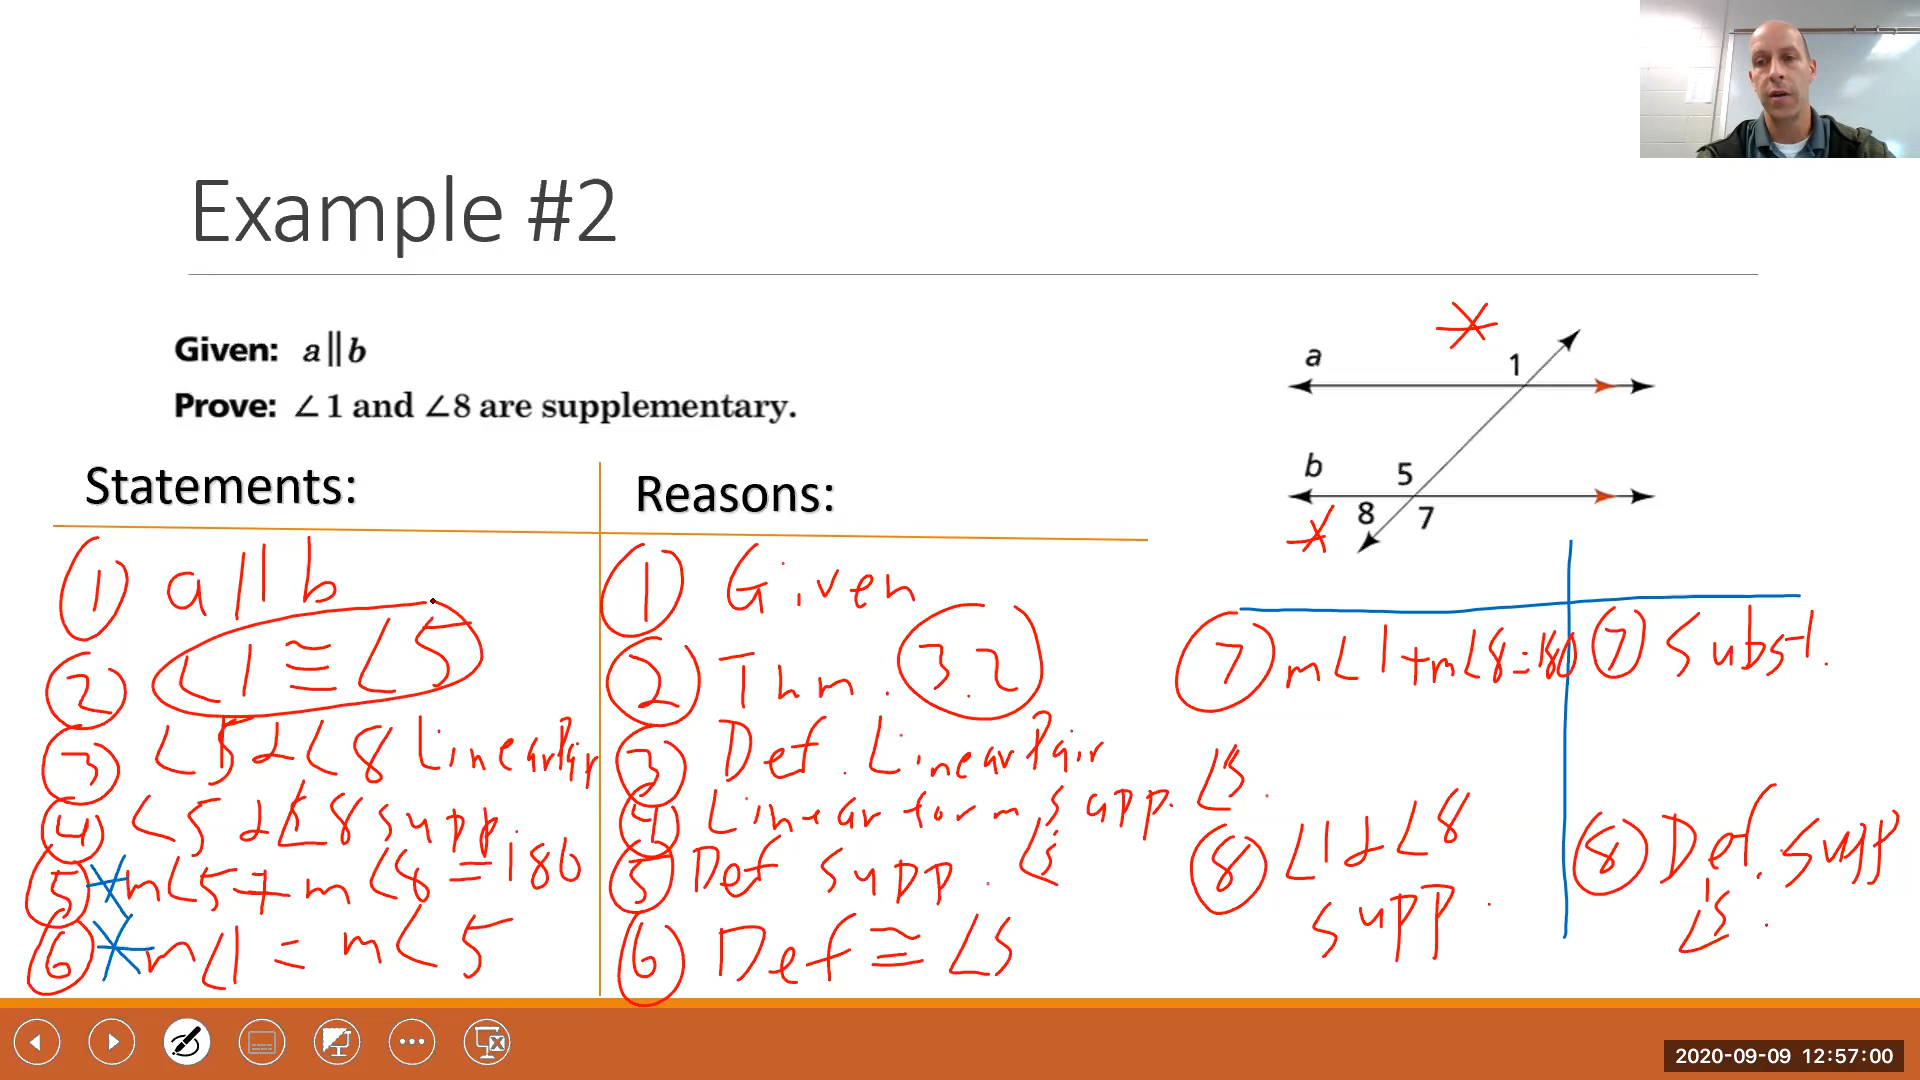 Example #2
Given: a∥b
Prove: ∠1 and ∠8 are supplementary.
a
1
b
5
8
7
Statements:
Reasons:
① a ∥ b
① Given
② ∠1 ≅ ∠5
② Thm. 3.2
③ ∠5 & ∠8 Linear Pair
③ Def. Linear Pair
④ ∠5 & ∠8 supp
④ Linear form supp. ∠s.
⑤ *m∠5+m∠8=180
⑤ Def supp. ∠s
⑥ *m∠1 = m∠5
⑥ Def ≅ ∠s
⑦ m∠1+m∠8=180
⑦ Subst.
⑧ ∠1 & ∠8
supp.
⑧ Def. supp
∠'s.
2020-09-09 12:57:00